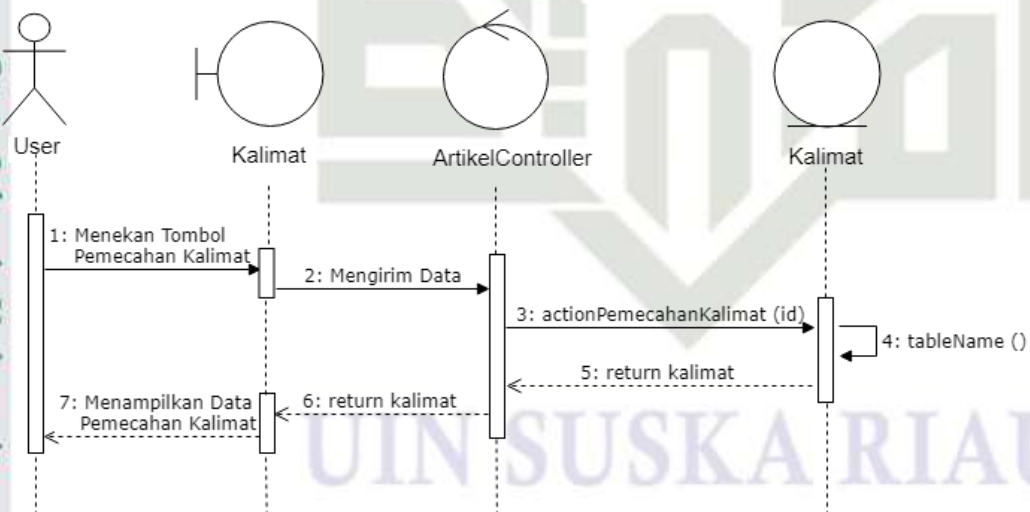 User
Kalimat
ArtikelController
Kalimat
1: Menekan Tombol
Pemecahan Kalimat
2: Mengirim Data
3: actionPemecahanKalimat (id)
4: tableName ()
5: return kalimat
6: return kalimat
7: Menampilkan Data
Pemecahan Kalimat
UIN SUSKA RIAU